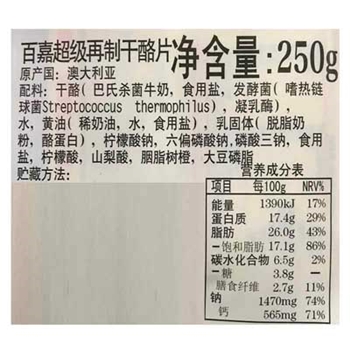 百嘉超级再制干酪片净含量:250g
原产国: 澳大利亚
配料: 干酪(巴氏杀菌牛奶, 食用盐, 发酵菌(嗜热链
球菌Streptococcus thermophilus), 凝乳酶),
水, 黄油(稀奶油, 水, 食用盐), 乳固体(脱脂奶
粉, 酪蛋白), 柠檬酸钠, 六偏磷酸钠, 磷酸三钠, 食用
盐, 柠檬酸, 山梨酸, 胭脂树橙, 大豆磷脂
贮藏方法:
营养成分表
项目 每100g NRV%
能量 1390kJ 17%
蛋白质 17.4g 29%
脂肪 26.0g 43%
—饱和脂肪 17.1g 86%
碳水化合物 6.5g 2%
—糖 3.8g —
膳食纤维 2.7g 11%
钠 1470mg 74%
钙 565mg 71%